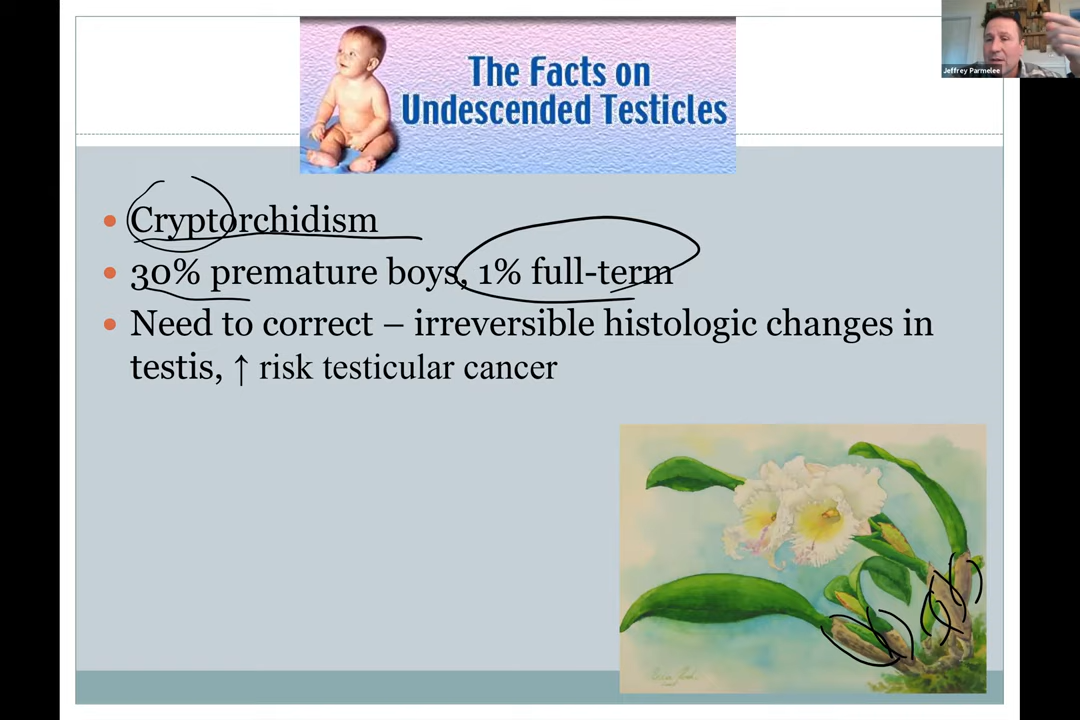 The Facts on
Undescended Testicles
Jeffrey Parmelee
• Cryptorchidism
• 30% premature boys, 1% full-term
• Need to correct – irreversible histologic changes in
testis, ↑ risk testicular cancer